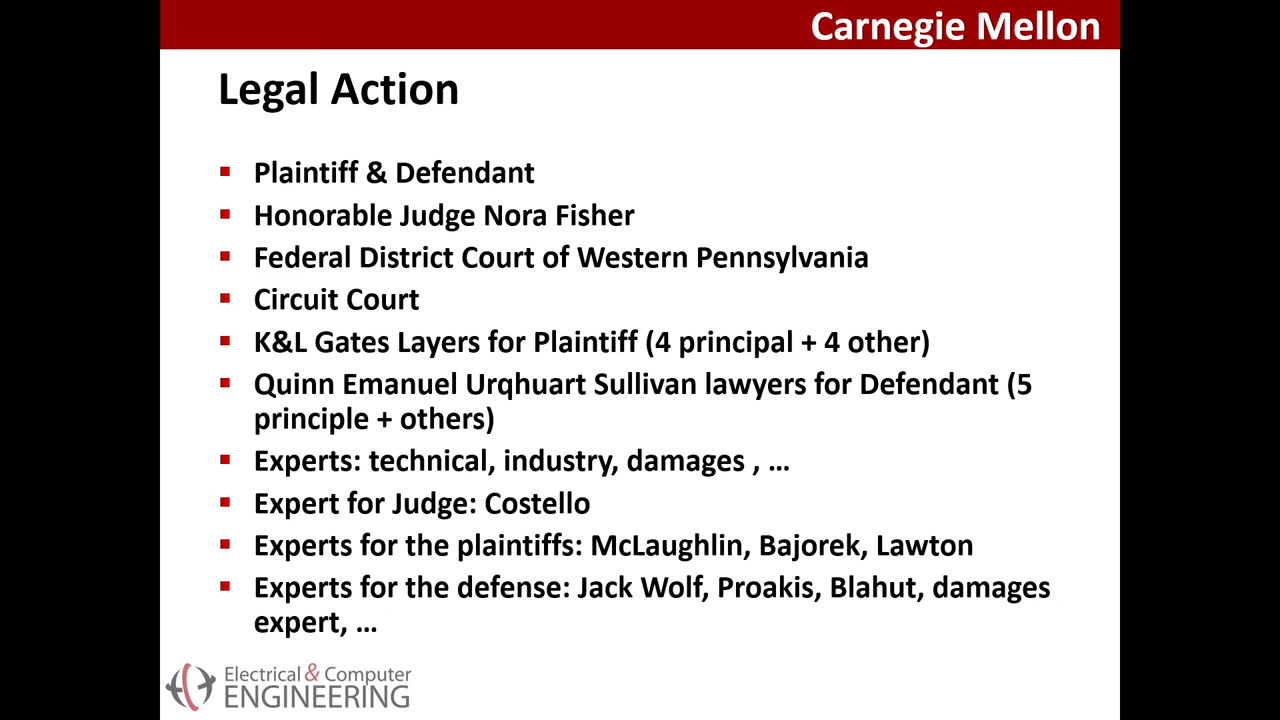 Carnegie Mellon
Legal Action
▪ Plaintiff & Defendant
▪ Honorable Judge Nora Fisher
▪ Federal District Court of Western Pennsylvania
▪ Circuit Court
▪ K&L Gates Layers for Plaintiff (4 principal + 4 other)
▪ Quinn Emanuel Urqhuart Sullivan lawyers for Defendant (5
principle + others)
▪ Experts: technical, industry, damages , ...
▪ Expert for Judge: Costello
▪ Experts for the plaintiffs: McLaughlin, Bajorek, Lawton
▪ Experts for the defense: Jack Wolf, Proakis, Blahut, damages
expert, ...
Electrical & Computer
ENGINEERING